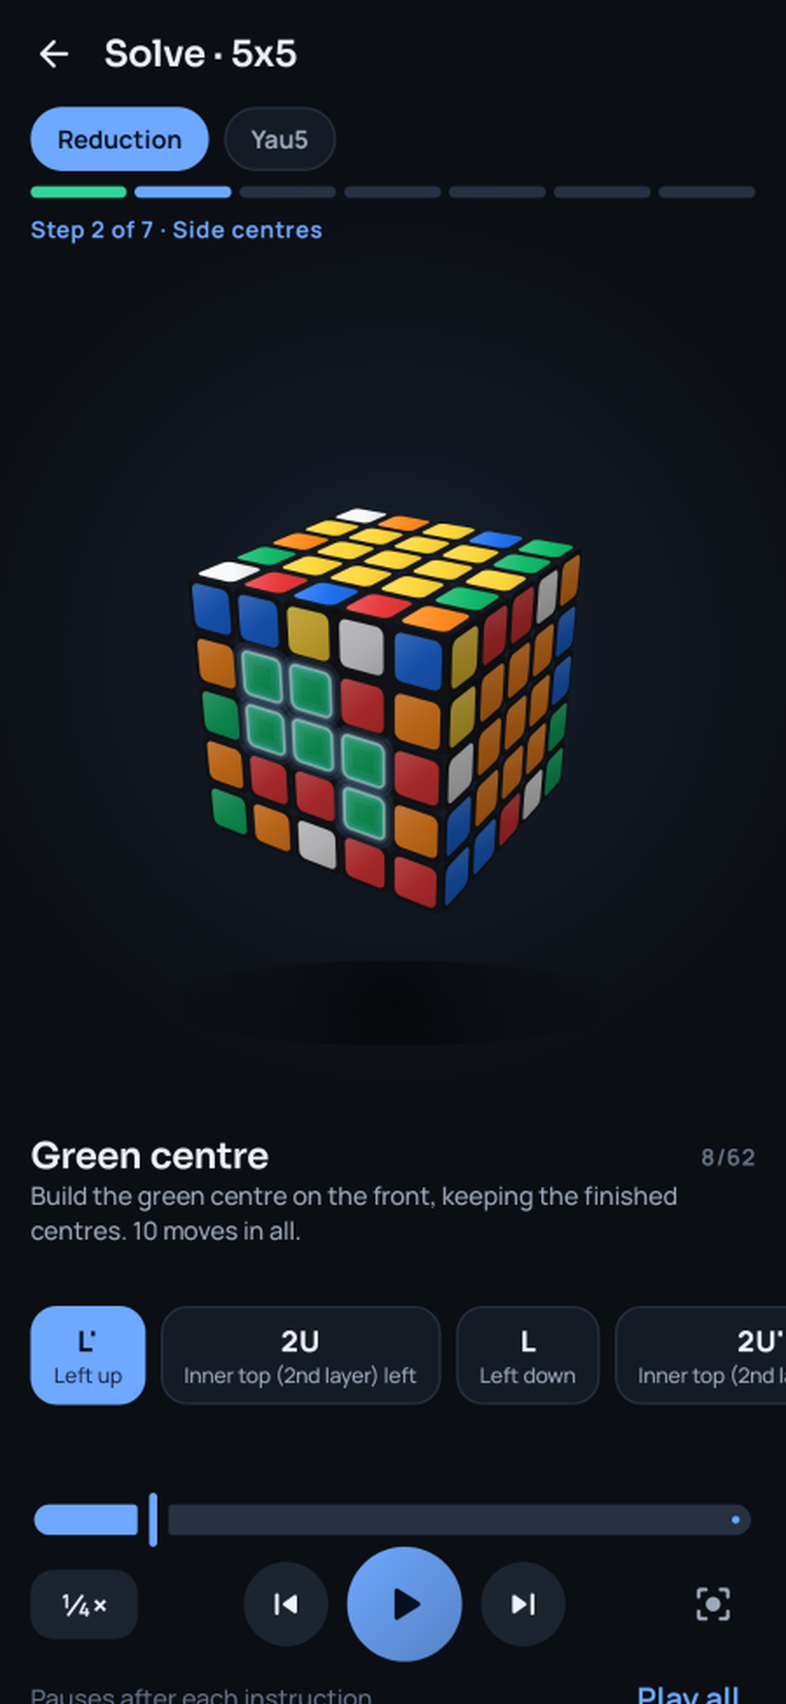 Solve · 5x5
Reduction
Yau5
Step 2 of 7 · Side centres
Green centre
8/62
Build the green centre on the front, keeping the finished
centres. 10 moves in all.
L'
Left up
2U
Inner top (2nd layer) left
L
Left down
2U'
Inner top (2nd
¼×
Pauses after each instruction
Play all